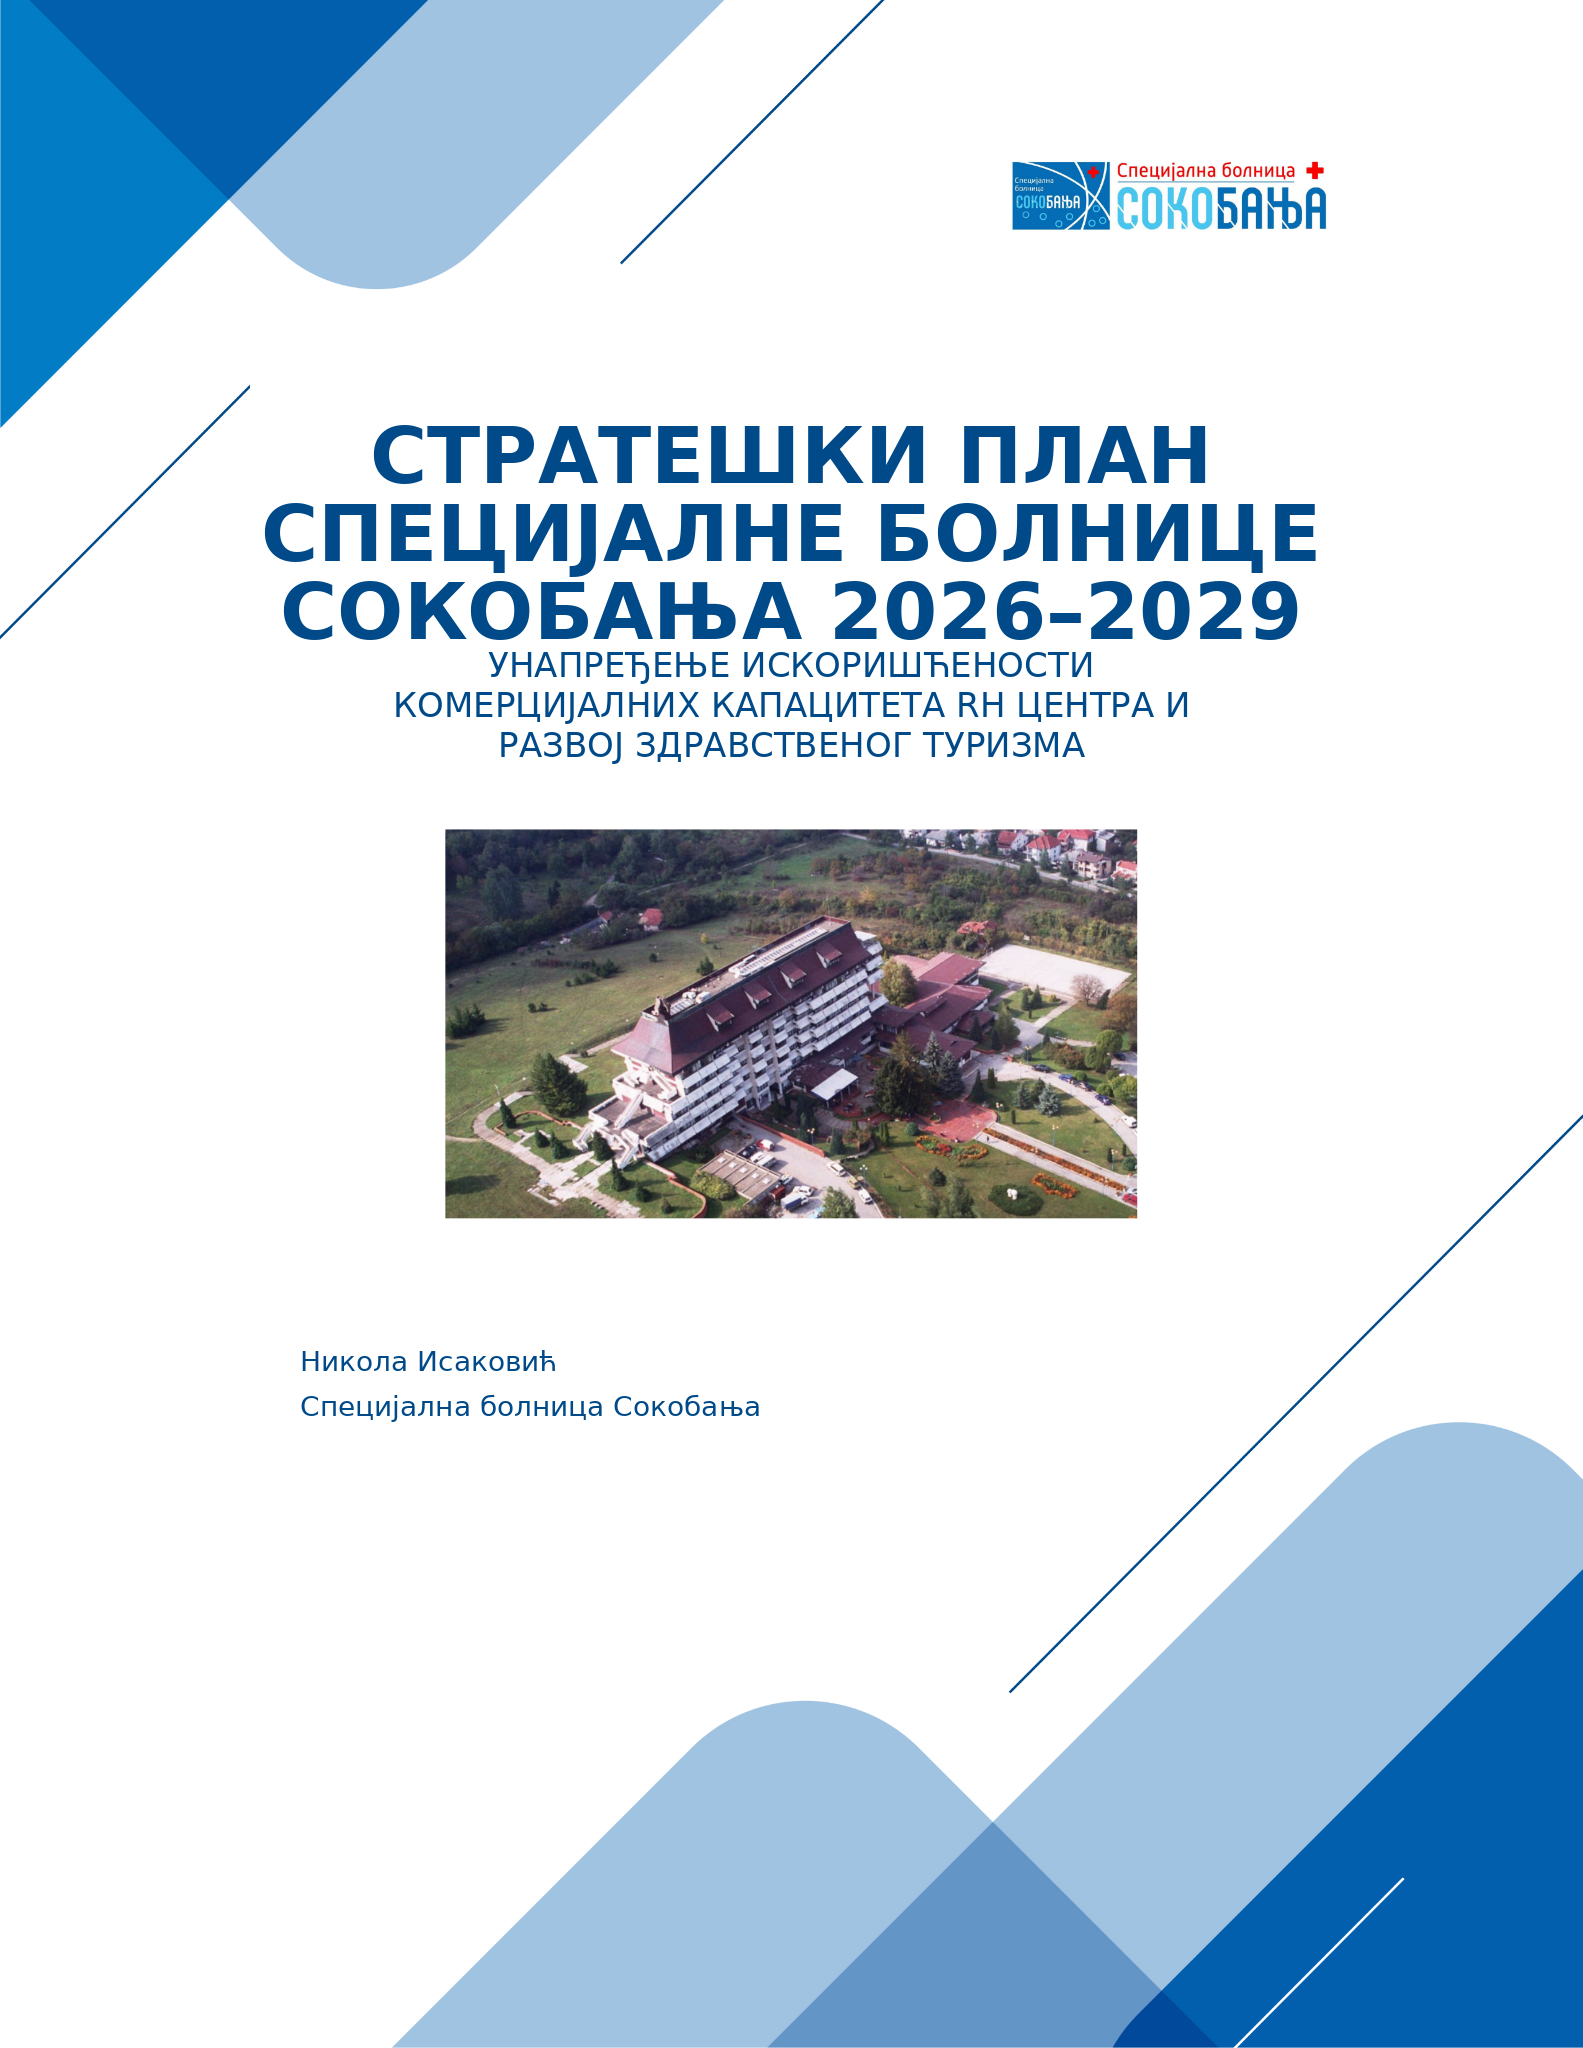 Специјална болница
Специјална
болница
СОКОБАЊА
СОКОБАЊА
СТРАТЕШКИ ПЛАН
СПЕЦИЈАЛНЕ БОЛНИЦЕ
СОКОБАЊА 2026–2029
УНАПРЕЂЕЊЕ ИСКОРИШЋЕНОСТИ
КОМЕРЦИЈАЛНИХ КАПАЦИТЕТА RH ЦЕНТРА И
РАЗВОЈ ЗДРАВСТВЕНОГ ТУРИЗМА
Никола Исаковић
Специјална болница Сокобања